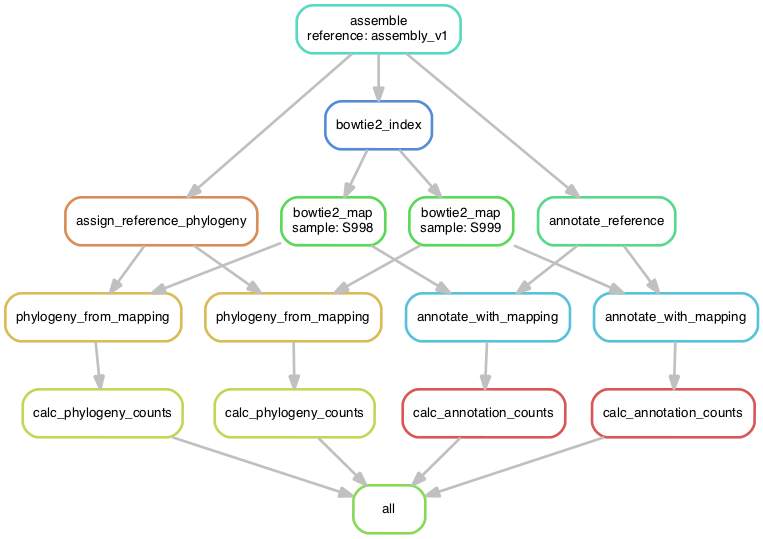 assemble
reference: assembly_v1
bowtie2_index
assign_reference_phylogeny
bowtie2_map
sample: S998
bowtie2_map
sample: S999
annotate_reference
phylogeny_from_mapping
phylogeny_from_mapping
annotate_with_mapping
annotate_with_mapping
calc_phylogeny_counts
calc_phylogeny_counts
calc_annotation_counts
calc_annotation_counts
all